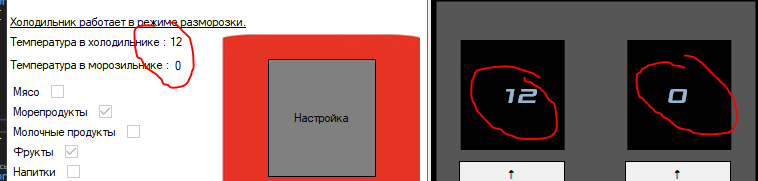 Холодильник работает в режиме разморозки.
Температура в холодильнике : 12
Температура в морозильнике : 0
Мясо
Морепродукты
Молочные продукты
Фрукты
Напитки
Настройка
12
0
↑
↑